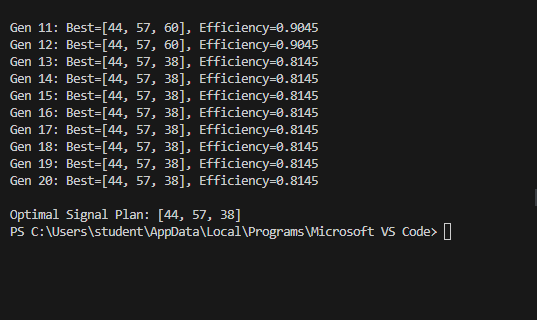 Gen 11: Best=[44, 57, 60], Efficiency=0.9045
Gen 12: Best=[44, 57, 60], Efficiency=0.9045
Gen 13: Best=[44, 57, 38], Efficiency=0.8145
Gen 14: Best=[44, 57, 38], Efficiency=0.8145
Gen 15: Best=[44, 57, 38], Efficiency=0.8145
Gen 16: Best=[44, 57, 38], Efficiency=0.8145
Gen 17: Best=[44, 57, 38], Efficiency=0.8145
Gen 18: Best=[44, 57, 38], Efficiency=0.8145
Gen 19: Best=[44, 57, 38], Efficiency=0.8145
Gen 20: Best=[44, 57, 38], Efficiency=0.8145
Optimal Signal Plan: [44, 57, 38]
PS C:\Users\student\AppData\Local\Programs\Microsoft VS Code>